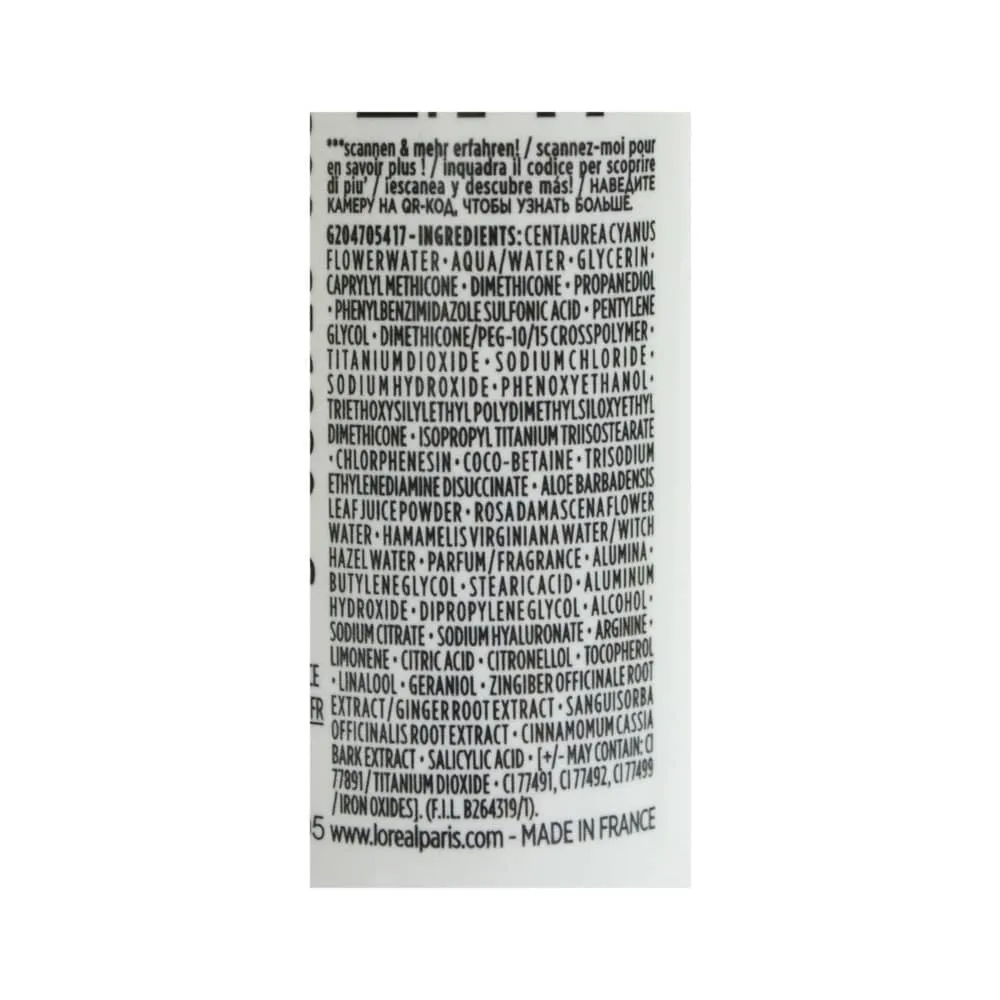 ***scannen & mehr erfahren! / scannez-moi pour
en savoir plus ! / inquadra il codice per scoprire
di piu' / ¡escanea y descubre más! / НАВЕДИТЕ
КАМЕРУ НА QR-КОД, ЧТОБЫ УЗНАТЬ БОЛЬШЕ.
G204705417 - INGREDIENTS: CENTAUREA CYANUS
FLOWER WATER • AQUA / WATER • GLYCERIN •
CAPRYLYL METHICONE • DIMETHICONE • PROPANEDIOL
• PHENYLBENZIMIDAZOLE SULFONIC ACID • PENTYLENE
GLYCOL • DIMETHICONE/PEG-10/15 CROSSPOLYMER •
TITANIUM DIOXIDE • SODIUM CHLORIDE •
SODIUM HYDROXIDE • PHENOXYETHANOL •
TRIETHOXYSILYLETHYL POLYDIMETHYLSILOXYETHYL
DIMETHICONE • ISOPROPYL TITANIUM TRIISOSTEARATE
• CHLORPHENESIN • COCO-BETAINE • TRISODIUM
ETHYLENEDIAMINE DISUCCINATE • ALOE BARBADENSIS
LEAF JUICE POWDER • ROSA DAMASCENA FLOWER
WATER • HAMAMELIS VIRGINIANA WATER / WITCH
HAZEL WATER • PARFUM / FRAGRANCE • ALUMINA •
BUTYLENE GLYCOL • STEARIC ACID • ALUMINUM
HYDROXIDE • DIPROPYLENE GLYCOL • ALCOHOL •
SODIUM CITRATE • SODIUM HYALURONATE • ARGININE •
LIMONENE • CITRIC ACID • CITRONELLOL • TOCOPHEROL
• LINALOOL • GERANIOL • ZINGIBER OFFICINALE ROOT
EXTRACT / GINGER ROOT EXTRACT • SANGUISORBA
OFFICINALIS ROOT EXTRACT • CINNAMOMUM CASSIA
BARK EXTRACT • SALICYLIC ACID • [+/- MAY CONTAIN: CI
77891 / TITANIUM DIOXIDE • CI 77491, CI 77492, CI 77499
/ IRON OXIDES]. (F.I.L. B264319/1).
www.lorealparis.com - MADE IN FRANCE